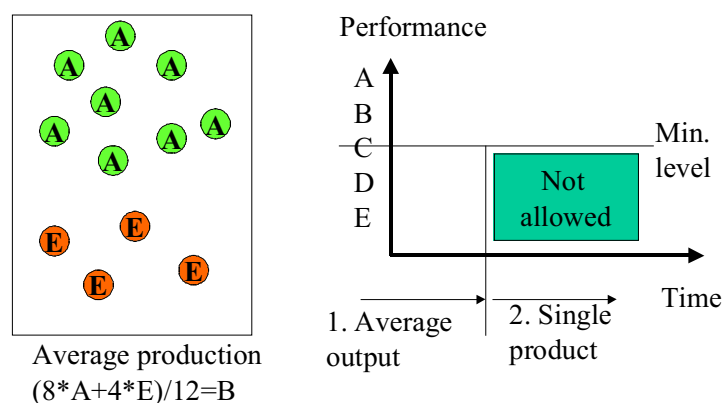 A
A
A
A
A
A
A
A
E
E
E
E
Average production
(8*A+4*E)/12=B
Performance
A
B
C
D
E
Min.
level
Not
allowed
Time
1. Average
output
2. Single
product